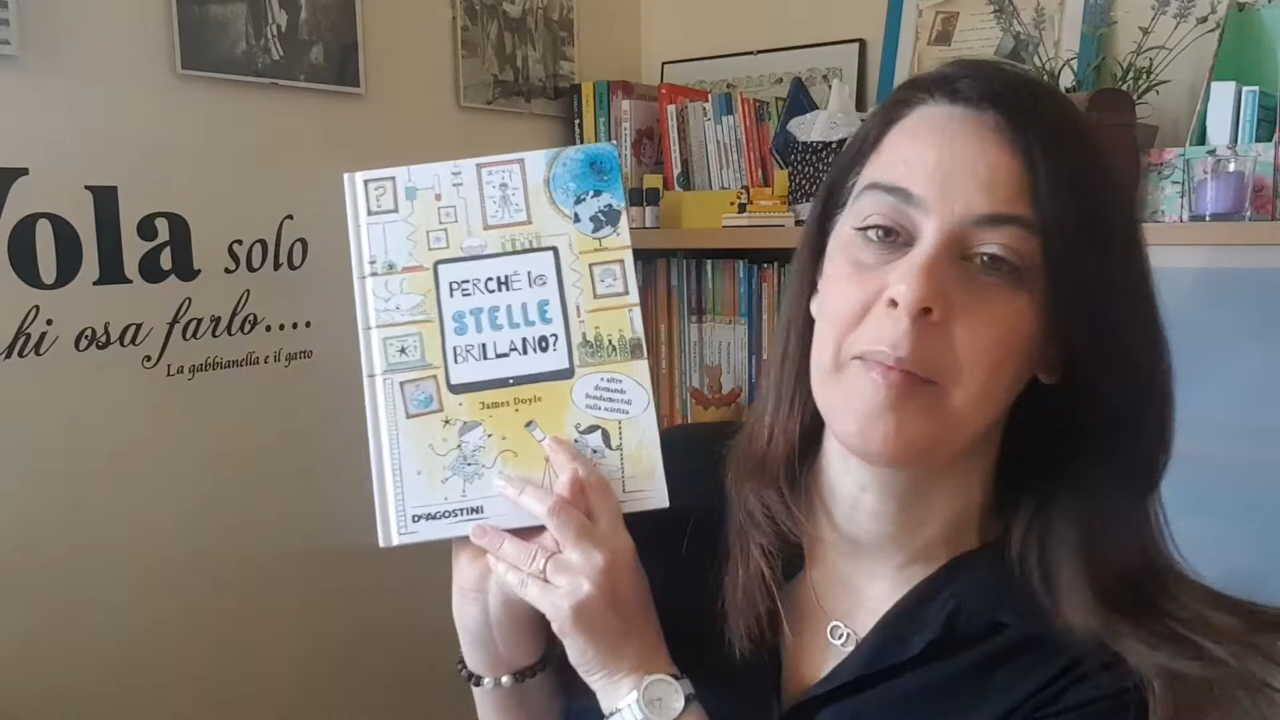 Vola solo
hi osa farlo....
La gabbianella e il gatto
PERCHÉ le
STELLE
BRILLANO?
James Doyle
e altre
domande
fondamentali
sulla scienza
DeAGOSTINI
?